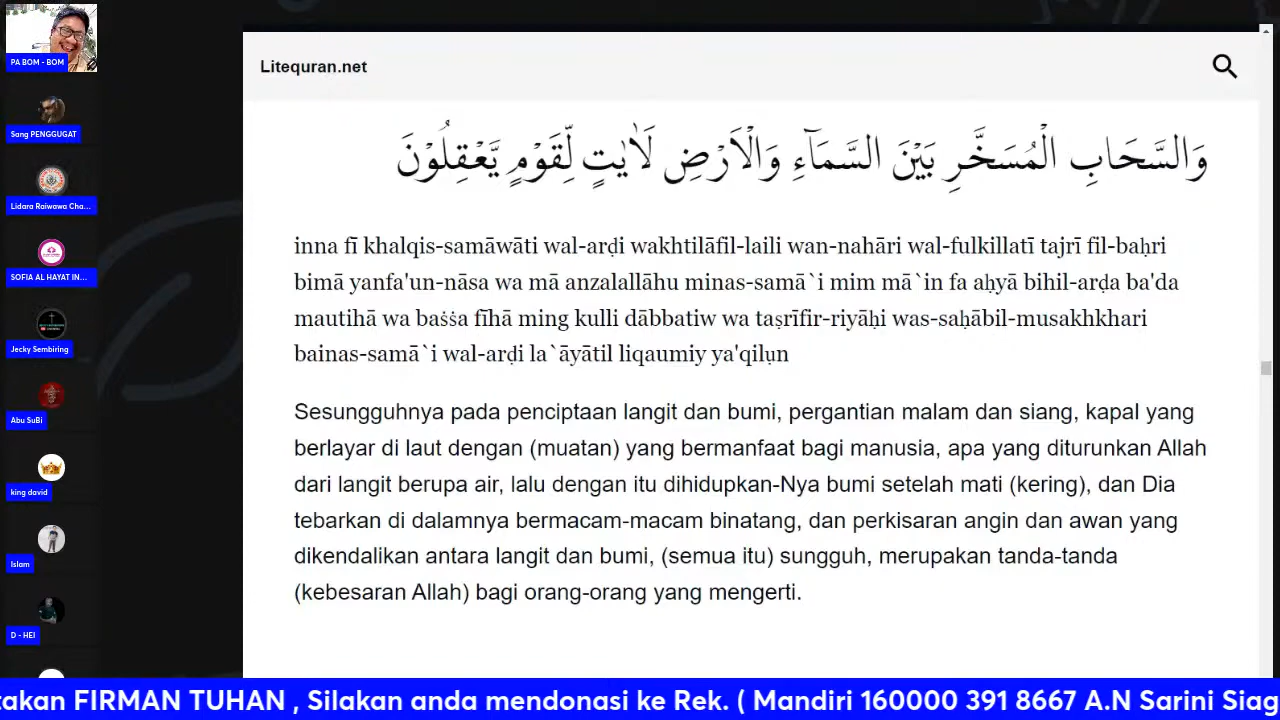 PA BOM - BOM
Sang PENGGUGAT
Lidara Raiwawa Cha...
SOFIA AL HAYAT IN...
Jecky Sembiring
Abu SuBi
king david
Islam
D - HEI
Litequran.net
وَالسَّحَابِ الْمُسَخَّرِ بَيْنَ السَّمَاۤءِ وَالْاَرْضِ لَاٰيٰتٍ لِّقَوْمٍ يَّعْقِلُوْنَ
inna fī khalqis-samāwāti wal-arḍi wakhtilāfil-laili wan-nahāri wal-fulkillatī tajrī fil-baḥri
bimā yanfa'un-nāsa wa mā anzalallāhu minas-samā`i mim mā`in fa aḥyā bihil-arḍa ba'da
mautihā wa baṡṡa fīhā ming kulli dābbatiw wa taṣrīfir-riyāḥi was-saḥābil-musakhkhari
bainas-samā`i wal-arḍi la`āyātil liqaumiy ya'qilụn
Sesungguhnya pada penciptaan langit dan bumi, pergantian malam dan siang, kapal yang
berlayar di laut dengan (muatan) yang bermanfaat bagi manusia, apa yang diturunkan Allah
dari langit berupa air, lalu dengan itu dihidupkan-Nya bumi setelah mati (kering), dan Dia
tebarkan di dalamnya bermacam-macam binatang, dan perkisaran angin dan awan yang
dikendalikan antara langit dan bumi, (semua itu) sungguh, merupakan tanda-tanda
(kebesaran Allah) bagi orang-orang yang mengerti.
takan FIRMAN TUHAN , Silakan anda mendonasi ke Rek. ( Mandiri 160000 391 8667 A.N Sarini Siag